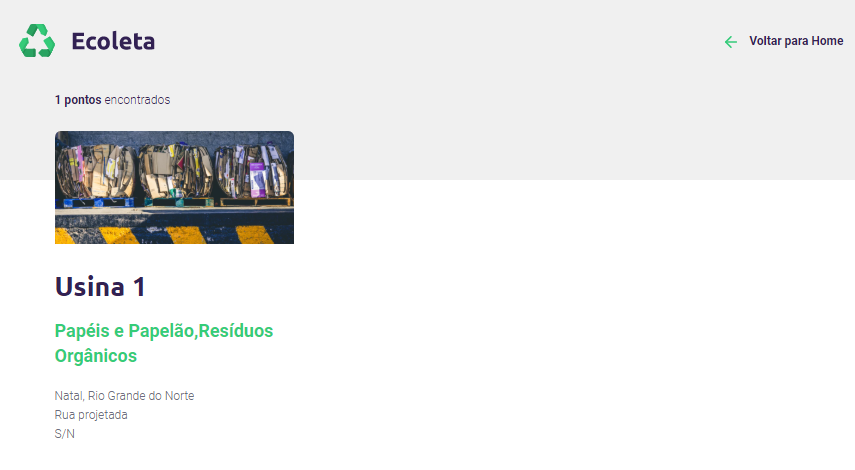 Ecoleta
Voltar para Home
1 pontos encontrados
Usina 1
Papéis e Papelão,Resíduos
Orgânicos
Natal, Rio Grande do Norte
Rua projetada
S/N